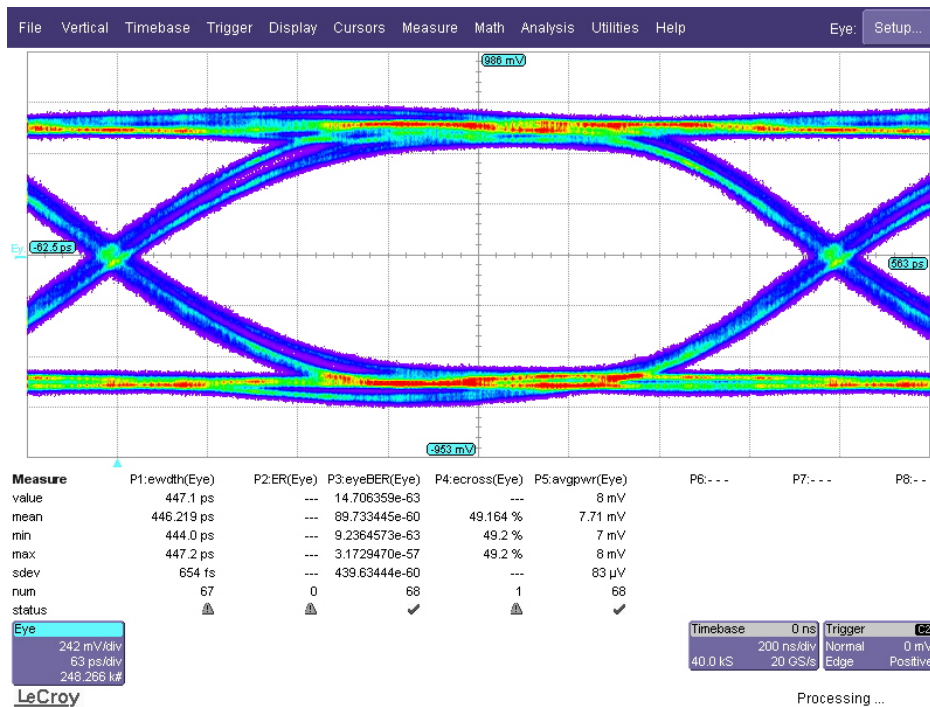 File Vertical Timebase Trigger Display Cursors Measure Math Analysis Utilities Help Eye: Setup...
986 mV
Ey -62.5 ps
563 ps
-953 mV
Measure P1:ewdth(Eye) P2:ER(Eye) P3:eyeBER(Eye) P4:ecross(Eye) P5:avgpwr(Eye) P6:- - - P7:- - - P8:- -
value 447.1 ps --- 14.706359e-63 --- 8 mV
mean 446.219 ps --- 89.733445e-60 49.164 % 7.71 mV
min 444.0 ps --- 9.2364573e-63 49.2 % 7 mV
max 447.2 ps --- 3.1729470e-57 49.2 % 8 mV
sdev 654 fs --- 439.63444e-60 --- 83 µV
num 67 0 68 1 68
status
Eye
242 mV/div
63 ps/div
248.266 k#
Timebase 0 ns
200 ns/div
40.0 kS 20 GS/s
Trigger C2
Normal 0 mV
Edge Positive
LeCroy
Processing ...